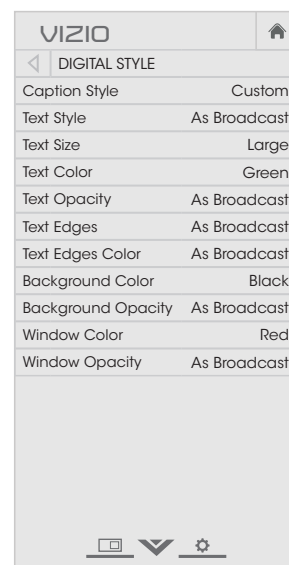 VIZIO
DIGITAL STYLE
Caption Style Custom
Text Style As Broadcast
Text Size Large
Text Color Green
Text Opacity As Broadcast
Text Edges As Broadcast
Text Edges Color As Broadcast
Background Color Black
Background Opacity As Broadcast
Window Color Red
Window Opacity As Broadcast